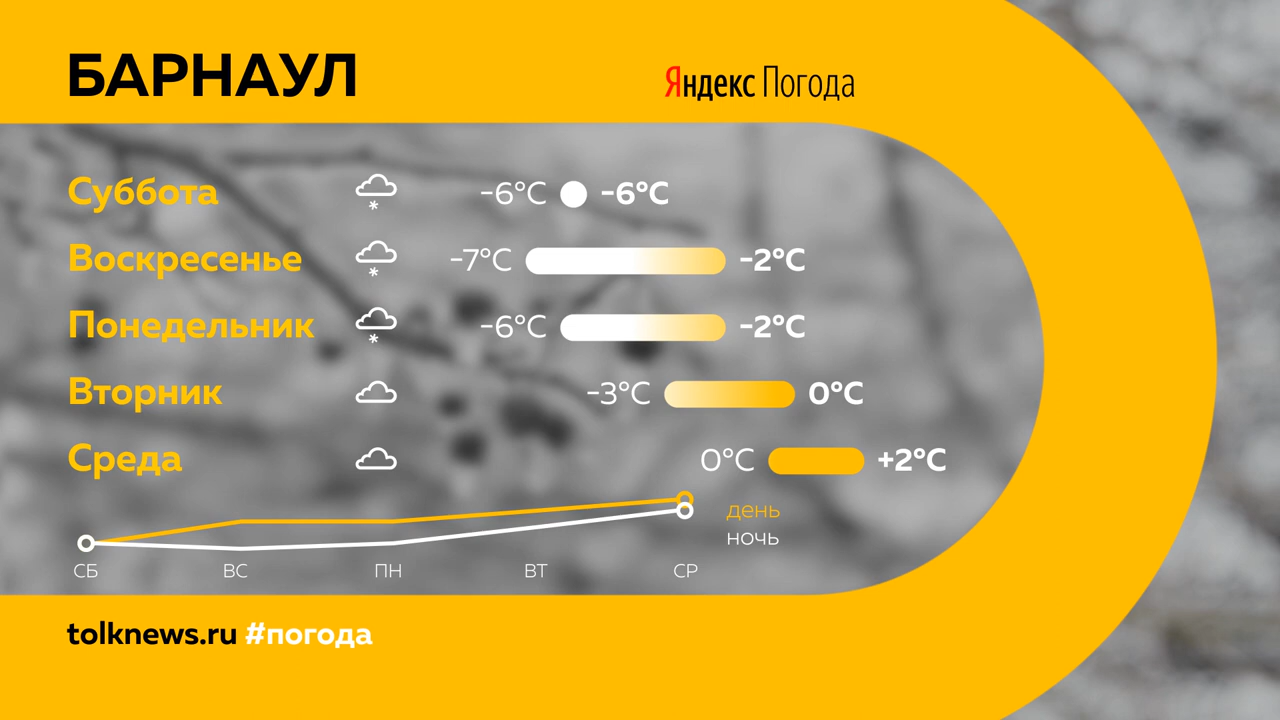 БАРНАУЛ
Яндекс Погода
Суббота -6°C -6°C
Воскресенье -7°C -2°C
Понедельник -6°C -2°C
Вторник -3°C 0°C
Среда 0°C +2°C
день
ночь
СБ ВС ПН ВТ СР
tolknews.ru #погода